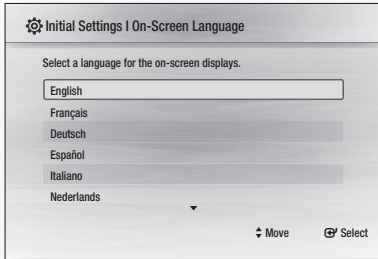 Initial Settings I On-Screen Language
Select a language for the on-screen displays.
English
Français
Deutsch
Español
Italiano
Nederlands
Move Select